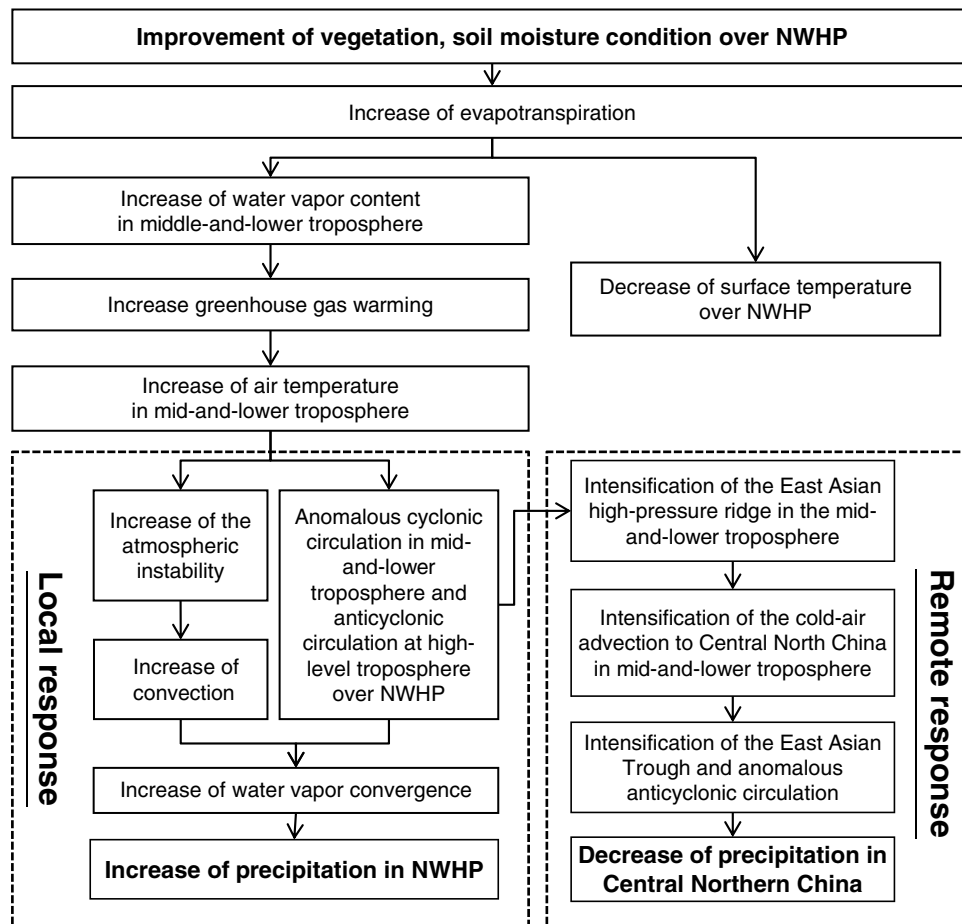 Improvement of vegetation, soil moisture condition over NWHP
Increase of evapotranspiration
Increase of water vapor content
in middle-and-lower troposphere
Decrease of surface temperature
over NWHP
Increase greenhouse gas warming
Increase of air temperature
in mid-and-lower troposphere
Local response
Increase of the
atmospheric
instability
Increase of
convection
Anomalous cyclonic
circulation in mid-
and-lower
troposphere and
anticyclonic
circulation at high-
level troposphere
over NWHP
Increase of water vapor convergence
Increase of precipitation in NWHP
Intensification of the East Asian
high-pressure ridge in the mid-
and-lower troposphere
Intensification of the cold-air
advection to Central North China
in mid-and-lower troposphere
Intensification of the East Asian
Trough and anomalous
anticyclonic circulation
Decrease of precipitation in
Central Northern China
Remote response